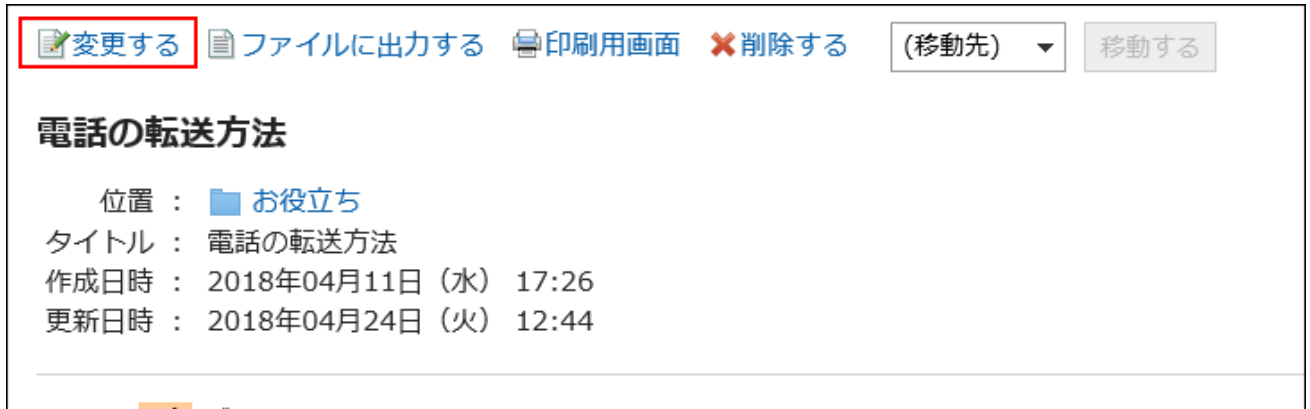 変更する ファイルに出力する 印刷用画面 削除する (移動先) 移動する
電話の転送方法
位置 : お役立ち
タイトル : 電話の転送方法
作成日時 : 2018年04月11日（水） 17:26
更新日時 : 2018年04月24日（火） 12:44